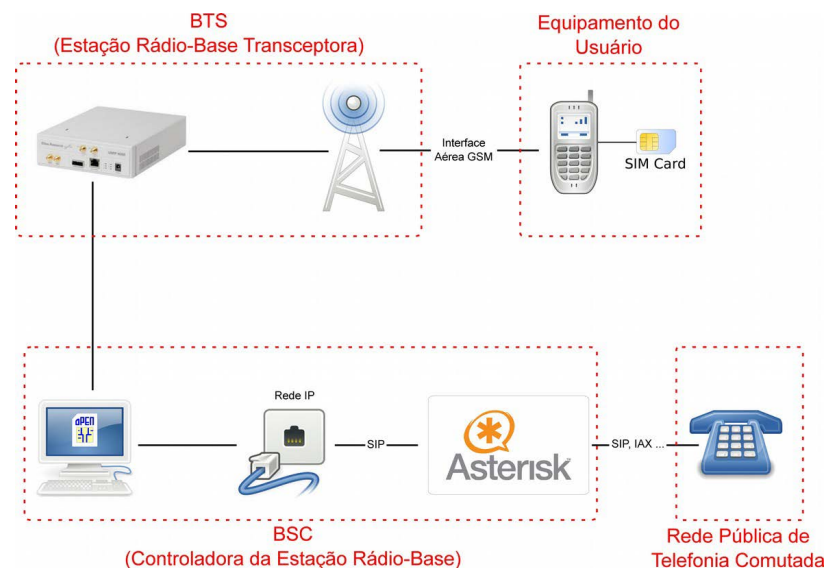 BTS
(Estação Rádio-Base Transceptora)
Equipamento do
Usuário
Interface
Aérea GSM
SIM Card
Rede IP
OPEN
SIP
Asterisk
SIP, IAX ...
BSC
(Controladora da Estação Rádio-Base)
Rede Pública de
Telefonia Comutada